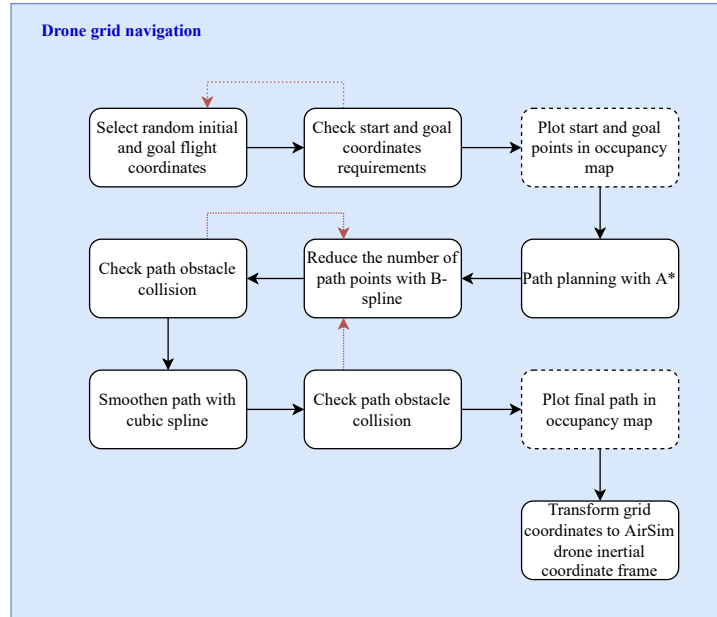 Drone grid navigation
Select random initial
and goal flight
coordinates
Check start and goal
coordinates
requirements
Plot start and goal
points in occupancy
map
Check path obstacle
collision
Reduce the number of
path points with B-
spline
Path planning with A*
Smoothen path with
cubic spline
Check path obstacle
collision
Plot final path in
occupancy map
Transform grid
coordinates to AirSim
drone inertial
coordinate frame